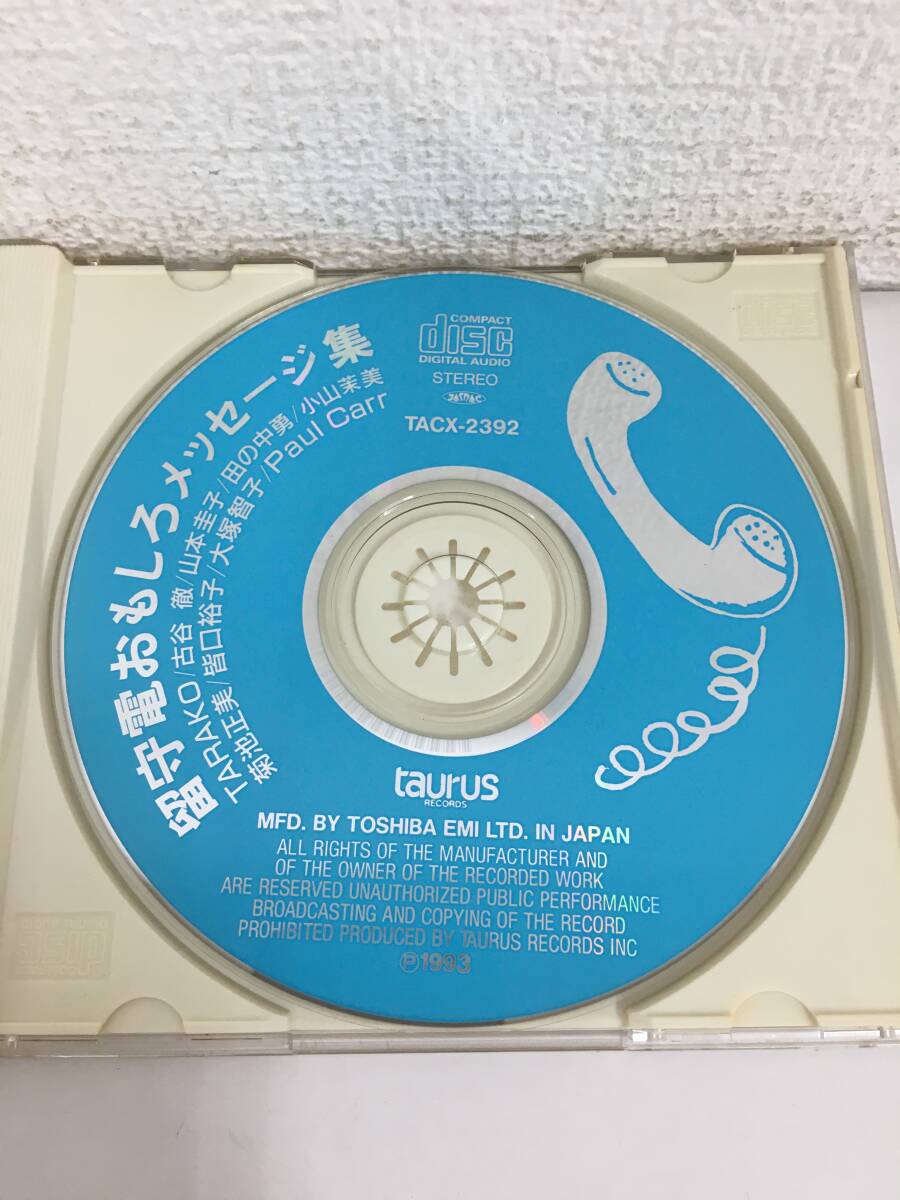 留守電おもしろメッセージ集
TARAKO/古谷 徹/山本圭子/田の中勇/小山茉美
菊池正美/皆口裕子/大塚智子/Paul Carr
COMPACT
disc
DIGITAL AUDIO
STEREO
JASRAC
TACX-2392
taurus
RECORDS
MFD. BY TOSHIBA EMI LTD. IN JAPAN
ALL RIGHTS OF THE MANUFACTURER AND
OF THE OWNER OF THE RECORDED WORK
ARE RESERVED UNAUTHORIZED PUBLIC PERFORMANCE
BROADCASTING AND COPYING OF THE RECORD
PROHIBITED PRODUCED BY TAURUS RECORDS INC
Ⓟ1993